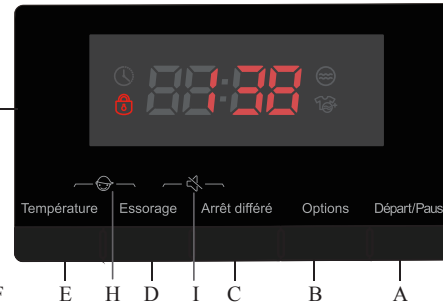 1 38
Température Essorage Arrêt différé Options Départ/Paus
F E H D I C B A